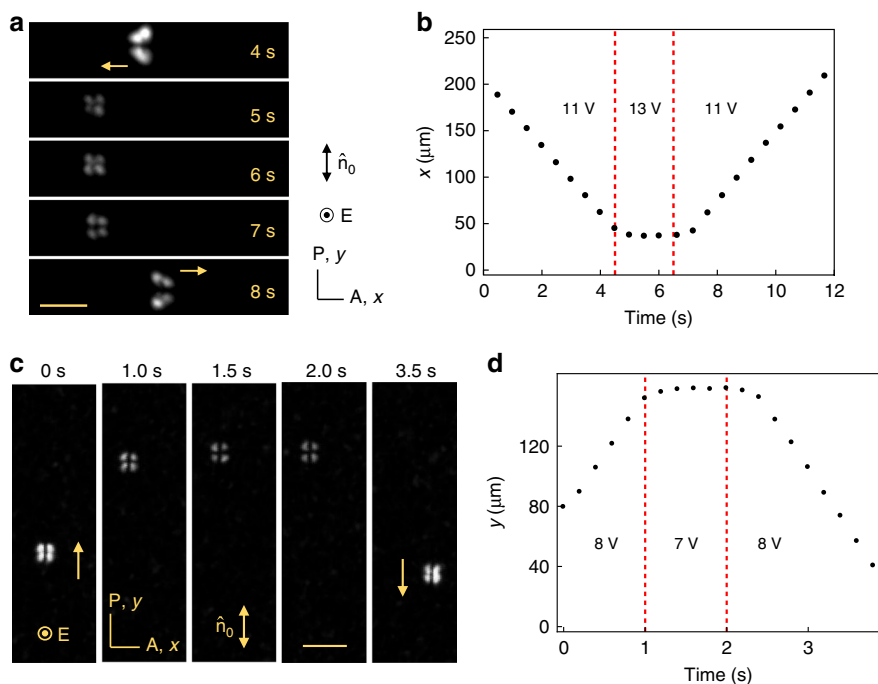 a
4 s
5 s
6 s
7 s
8 s
n̂₀
E
P, y
A, x
b
250
200
150
100
50
0
x (μm)
11 V
13 V
11 V
0 2 4 6 8 10 12
Time (s)
c
0 s
1.0 s
1.5 s
2.0 s
3.5 s
E
P, y
A, x
n̂₀
d
120
80
40
0
y (μm)
8 V
7 V
8 V
0 1 2 3
Time (s)